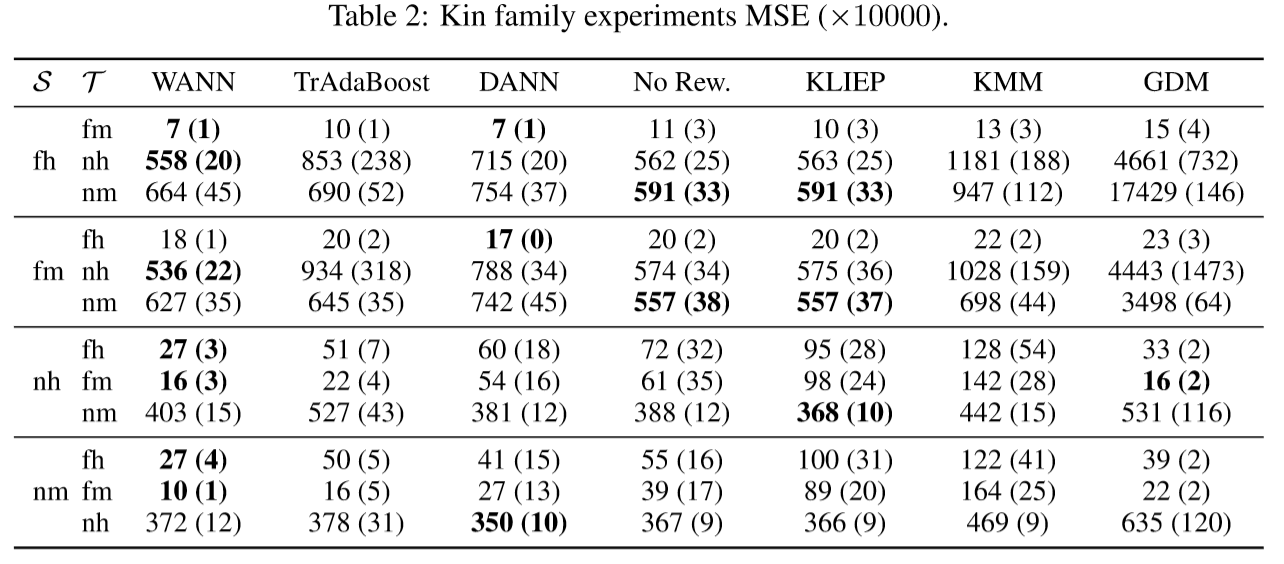 Table 2: Kin family experiments MSE (×10000).
𝒮 𝒯 WANN TrAdaBoost DANN No Rew. KLIEP KMM GDM
fm 7 (1) 10 (1) 7 (1) 11 (3) 10 (3) 13 (3) 15 (4)
fh nh 558 (20) 853 (238) 715 (20) 562 (25) 563 (25) 1181 (188) 4661 (732)
nm 664 (45) 690 (52) 754 (37) 591 (33) 591 (33) 947 (112) 17429 (146)
fh 18 (1) 20 (2) 17 (0) 20 (2) 20 (2) 22 (2) 23 (3)
fm nh 536 (22) 934 (318) 788 (34) 574 (34) 575 (36) 1028 (159) 4443 (1473)
nm 627 (35) 645 (35) 742 (45) 557 (38) 557 (37) 698 (44) 3498 (64)
fh 27 (3) 51 (7) 60 (18) 72 (32) 95 (28) 128 (54) 33 (2)
nh fm 16 (3) 22 (4) 54 (16) 61 (35) 98 (24) 142 (28) 16 (2)
nm 403 (15) 527 (43) 381 (12) 388 (12) 368 (10) 442 (15) 531 (116)
fh 27 (4) 50 (5) 41 (15) 55 (16) 100 (31) 122 (41) 39 (2)
nm fm 10 (1) 16 (5) 27 (13) 39 (17) 89 (20) 164 (25) 22 (2)
nh 372 (12) 378 (31) 350 (10) 367 (9) 366 (9) 469 (9) 635 (120)